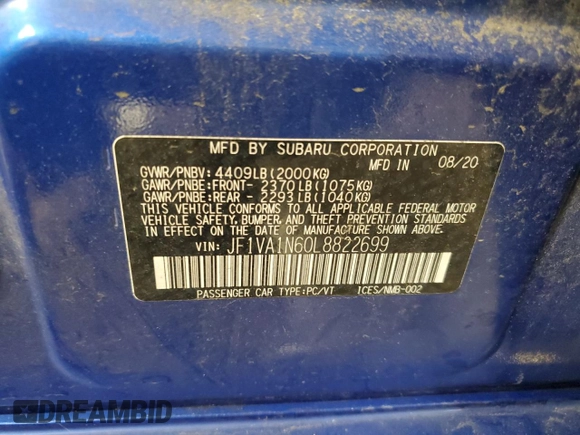 MFD BY SUBARU CORPORATION
GVWR/PNBV: 4409LB(2000KG) MFD IN 08/20
GAWR/PNBE:FRONT- 2370LB(1075KG)
GAWR/PNBE:REAR - 2293LB(1040KG)
THIS VEHICLE CONFORMS TO ALL APPLICABLE FEDERAL MOTOR
VEHICLE SAFETY,BUMPER,AND THEFT PREVENTION STANDARDS
IN EFFECT ON THE DATE OF MANUFACTURE SHOWN ABOVE.
VIN: JF1VA1N60L8822699
PASSENGER CAR TYPE:PC/VT ICES/NMB-002
DREAMBID